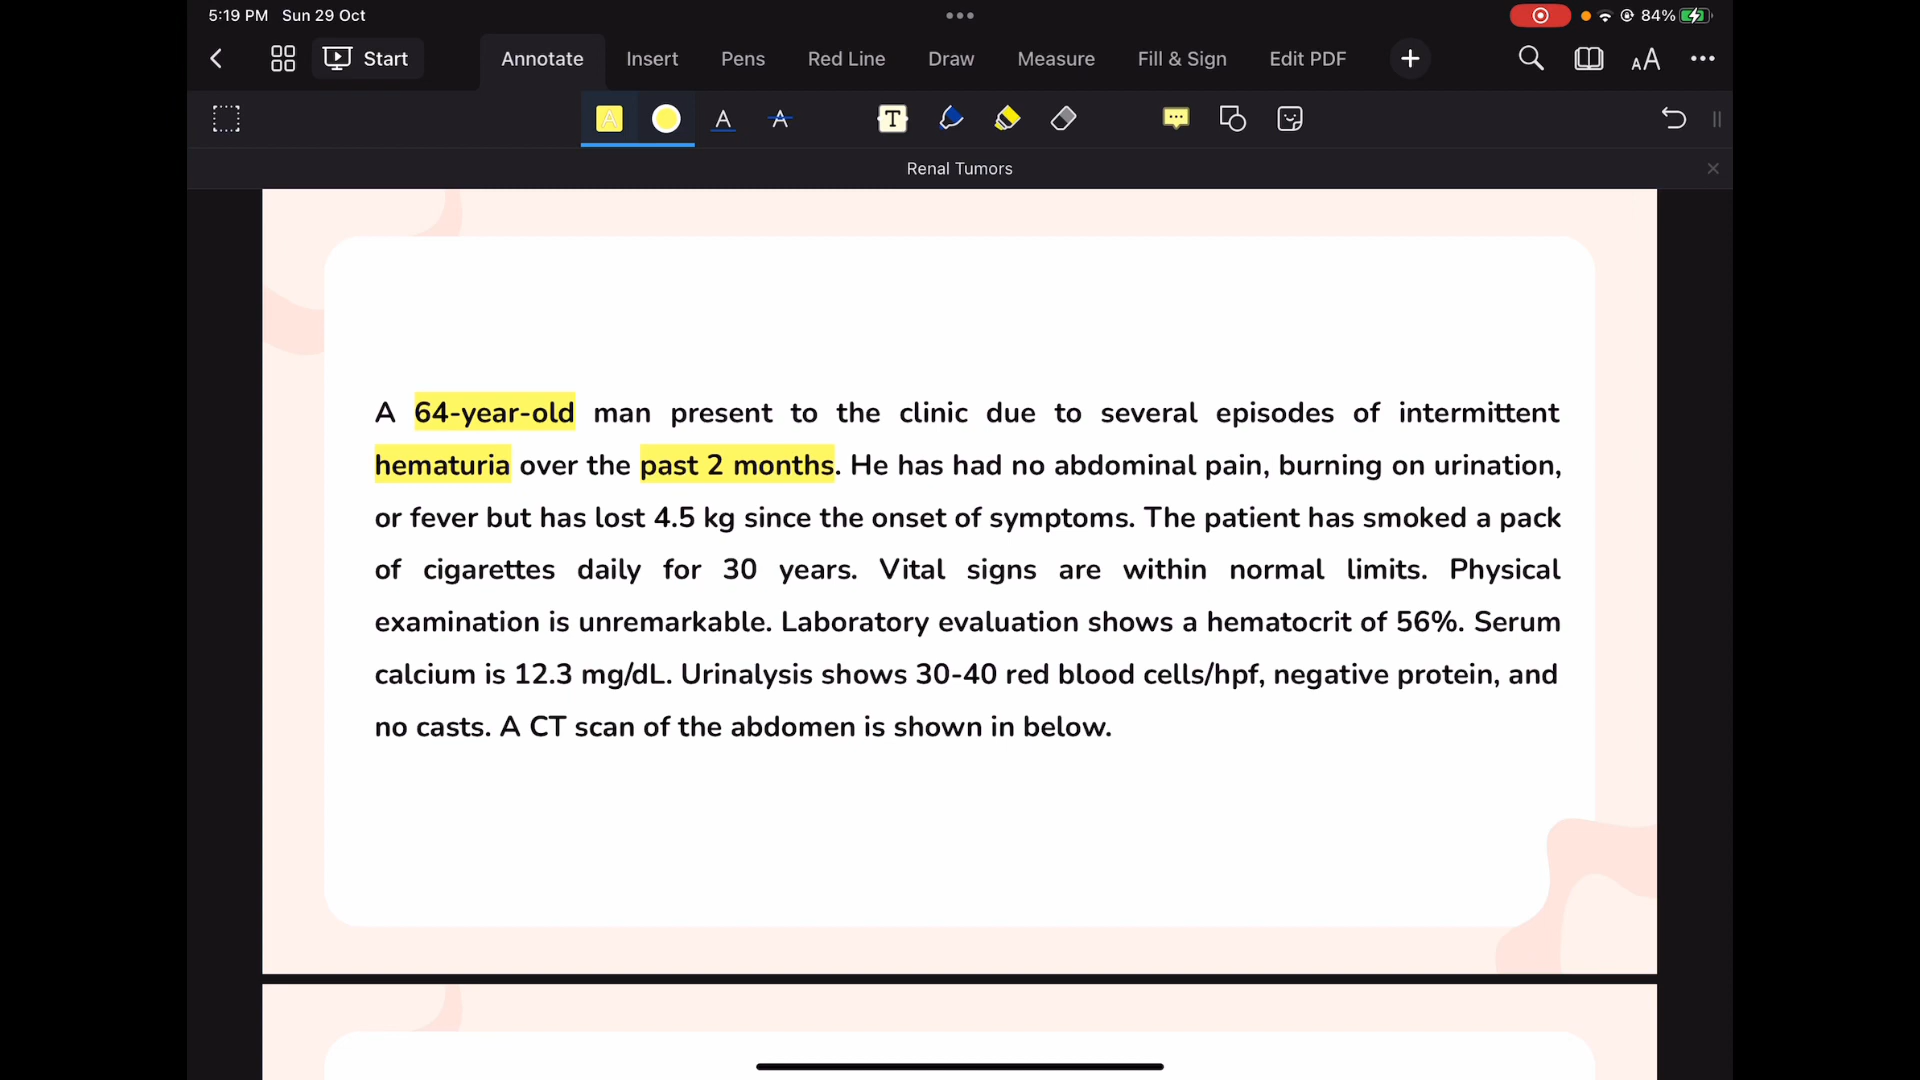 5:19 PM Sun 29 Oct
84%
Start
Annotate Insert Pens Red Line Draw Measure Fill & Sign Edit PDF
Renal Tumors
A 64-year-old man present to the clinic due to several episodes of intermittent
hematuria over the past 2 months. He has had no abdominal pain, burning on urination,
or fever but has lost 4.5 kg since the onset of symptoms. The patient has smoked a pack
of cigarettes daily for 30 years. Vital signs are within normal limits. Physical
examination is unremarkable. Laboratory evaluation shows a hematocrit of 56%. Serum
calcium is 12.3 mg/dL. Urinalysis shows 30-40 red blood cells/hpf, negative protein, and
no casts. A CT scan of the abdomen is shown in below.